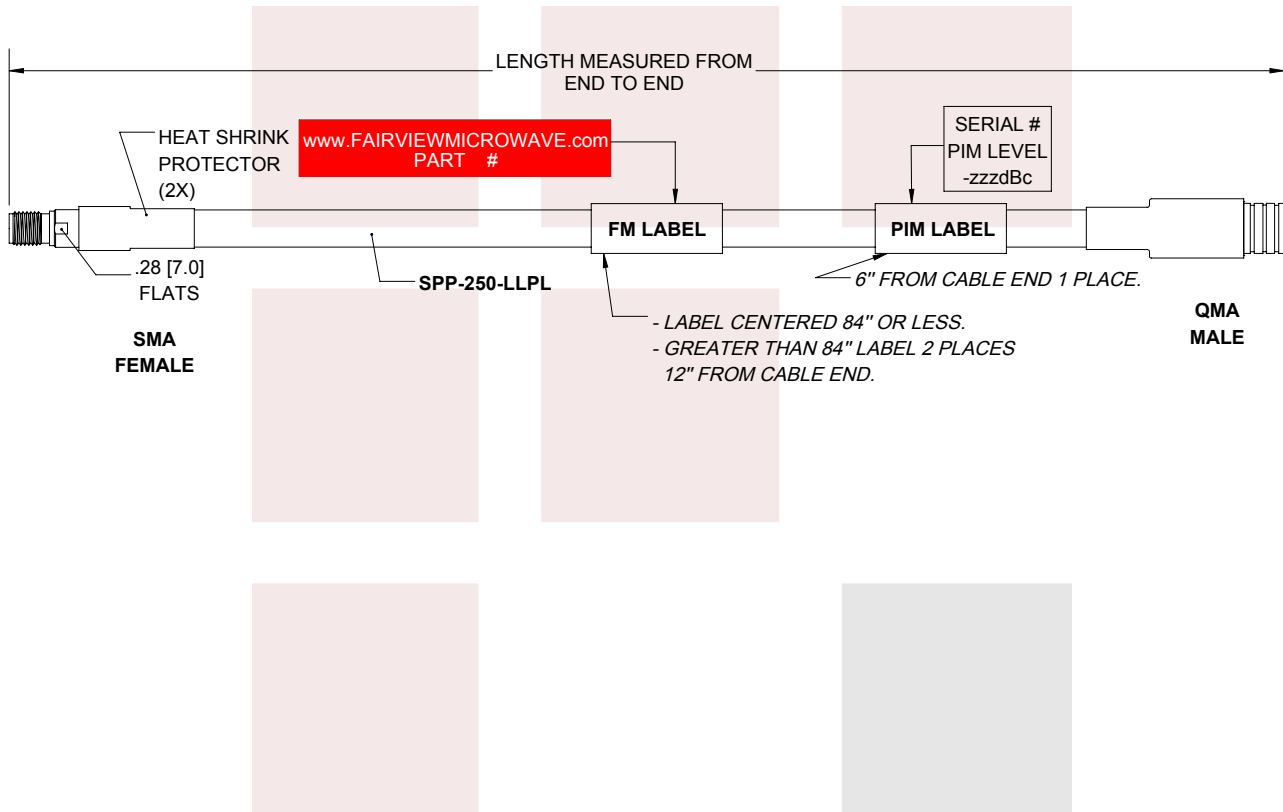 LENGTH MEASURED FROM
END TO END
HEAT SHRINK
PROTECTOR
(2X)
www.FAIRVIEWMICROWAVE.com
PART #
SERIAL #
PIM LEVEL
-zzzdBc
FM LABEL
PIM LABEL
.28 [7.0]
FLATS
SPP-250-LLPL
6" FROM CABLE END 1 PLACE.
SMA
FEMALE
- LABEL CENTERED 84" OR LESS.
- GREATER THAN 84" LABEL 2 PLACES
12" FROM CABLE END.
QMA
MALE